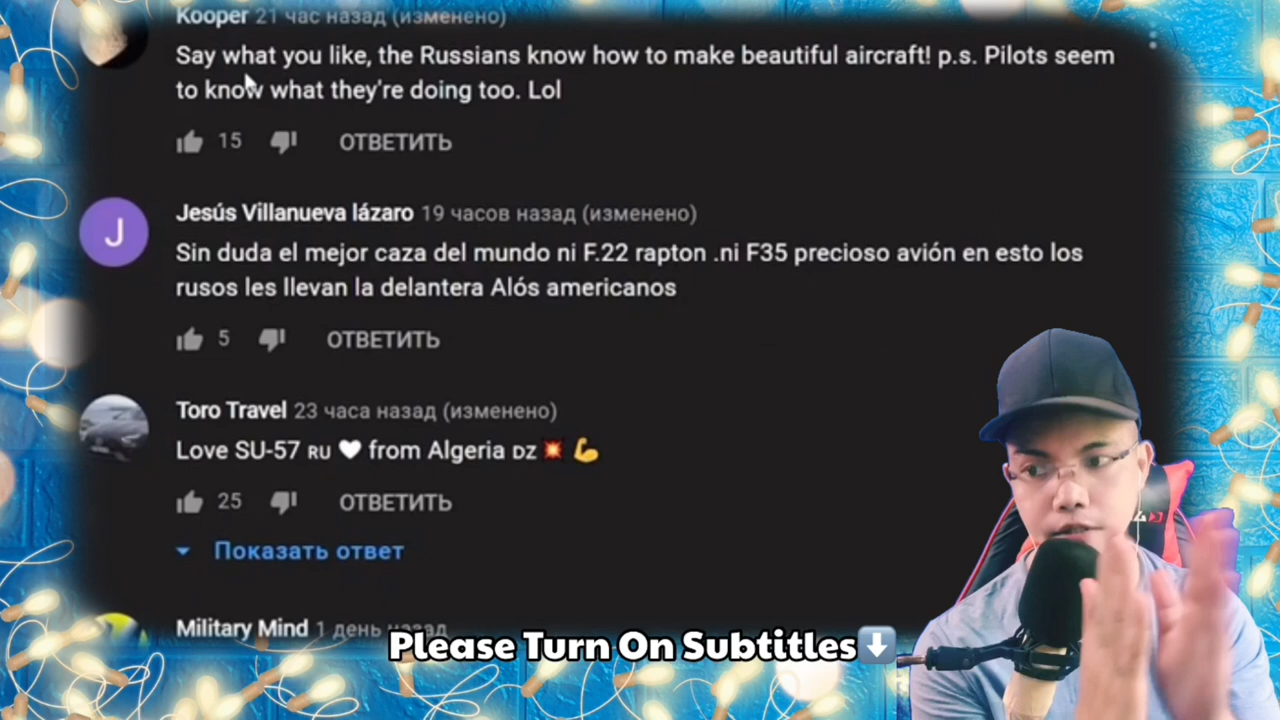 Kooper 21 час назад (изменено)
Say what you like, the Russians know how to make beautiful aircraft! p.s. Pilots seem
to know what they're doing too. Lol
15 ОТВЕТИТЬ
Jesús Villanueva lázaro 19 часов назад (изменено)
Sin duda el mejor caza del mundo ni F.22 rapton .ni F35 precioso avión en esto los
rusos les llevan la delantera Alós americanos
5 ОТВЕТИТЬ
J
Toro Travel 23 часа назад (изменено)
Love SU-57 RU 🤍 from Algeria DZ💥 💪
25 ОТВЕТИТЬ
Показать ответ
Military Mind 1 день назад
Please Turn On Subtitles⬇️